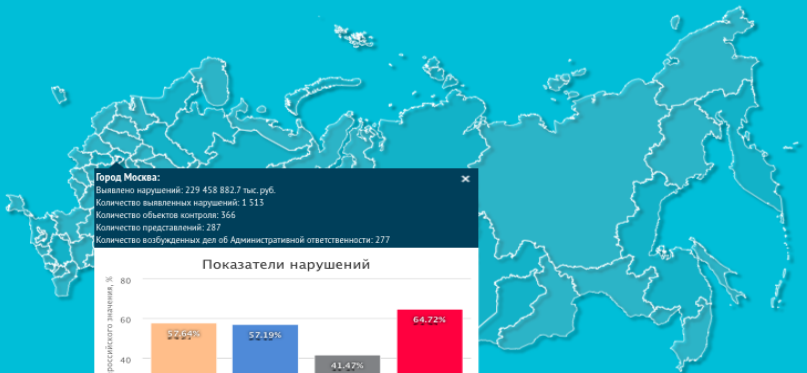 Город Москва:
Выявлено нарушений: 229 458 882.7 тыс. руб.
Количество выявленных нарушений: 1 513
Количество объектов контроля: 366
Количество представлений: 287
Количество возбужденных дел об Административной ответственности: 277
Показатели нарушений
российского значения, %
80
60
40
57.64%
57.19%
41.47%
64.72%